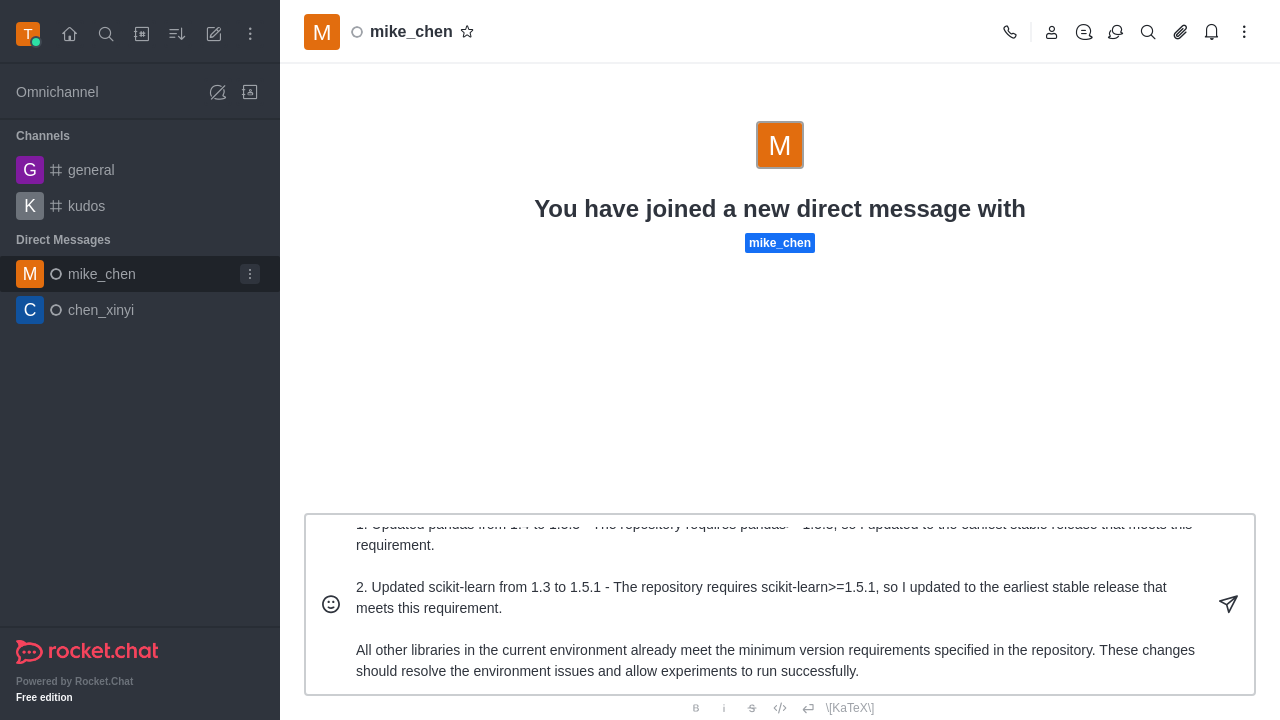 T
Omnichannel
Channels
G general
K kudos
Direct Messages
M mike_chen
C chen_xinyi
rocket.chat
Powered by Rocket.Chat
Free edition
M mike_chen
M
You have joined a new direct message with
mike_chen
requirement.
2. Updated scikit-learn from 1.3 to 1.5.1 - The repository requires scikit-learn>=1.5.1, so I updated to the earliest stable release that
meets this requirement.
All other libraries in the current environment already meet the minimum version requirements specified in the repository. These changes
should resolve the environment issues and allow experiments to run successfully.
B i S \[KaTeX\]